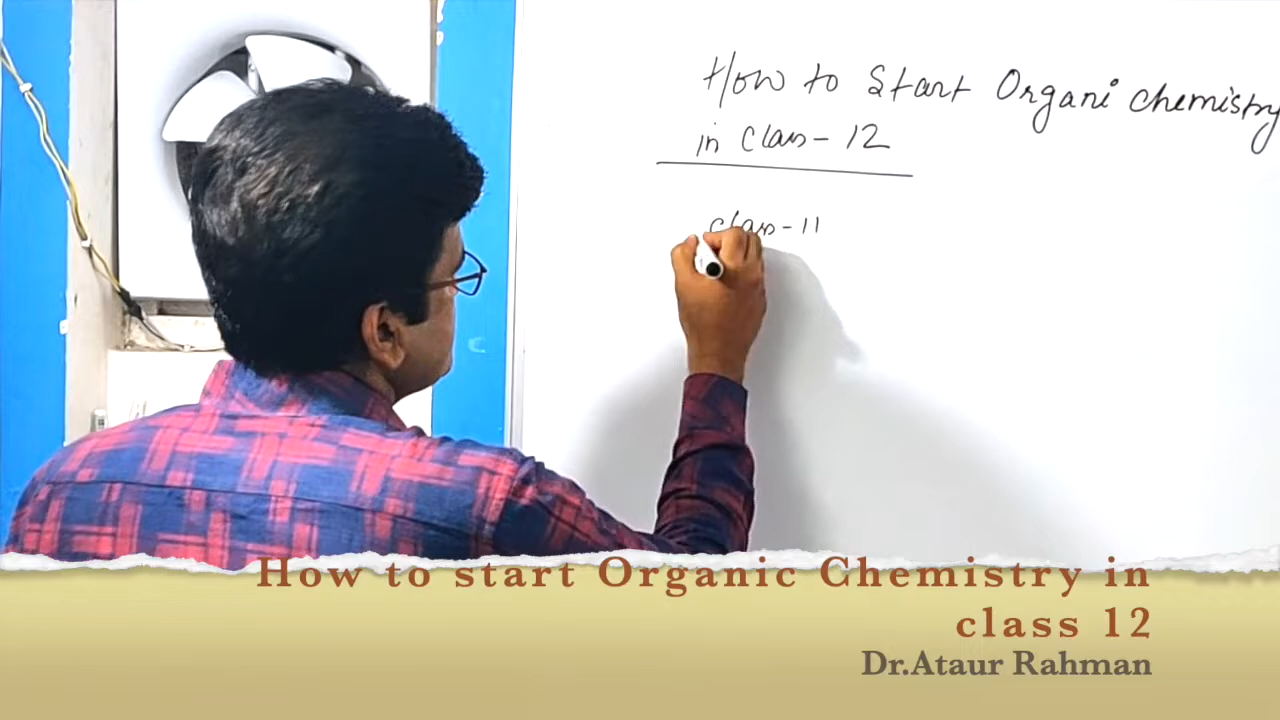 How to Start Organi chemistry
in Class - 12
class - 11
How to start Organic Chemistry in
class 12
Dr.Ataur Rahman